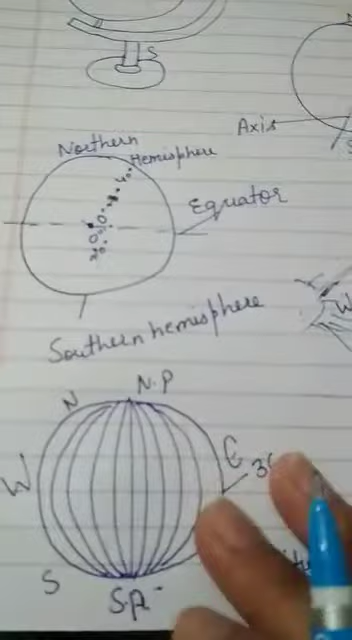 S
Axis
S
Northern
Hemisphere
Equator
Southern hemisphere
W
N
N.P
W
E
S
S.P.